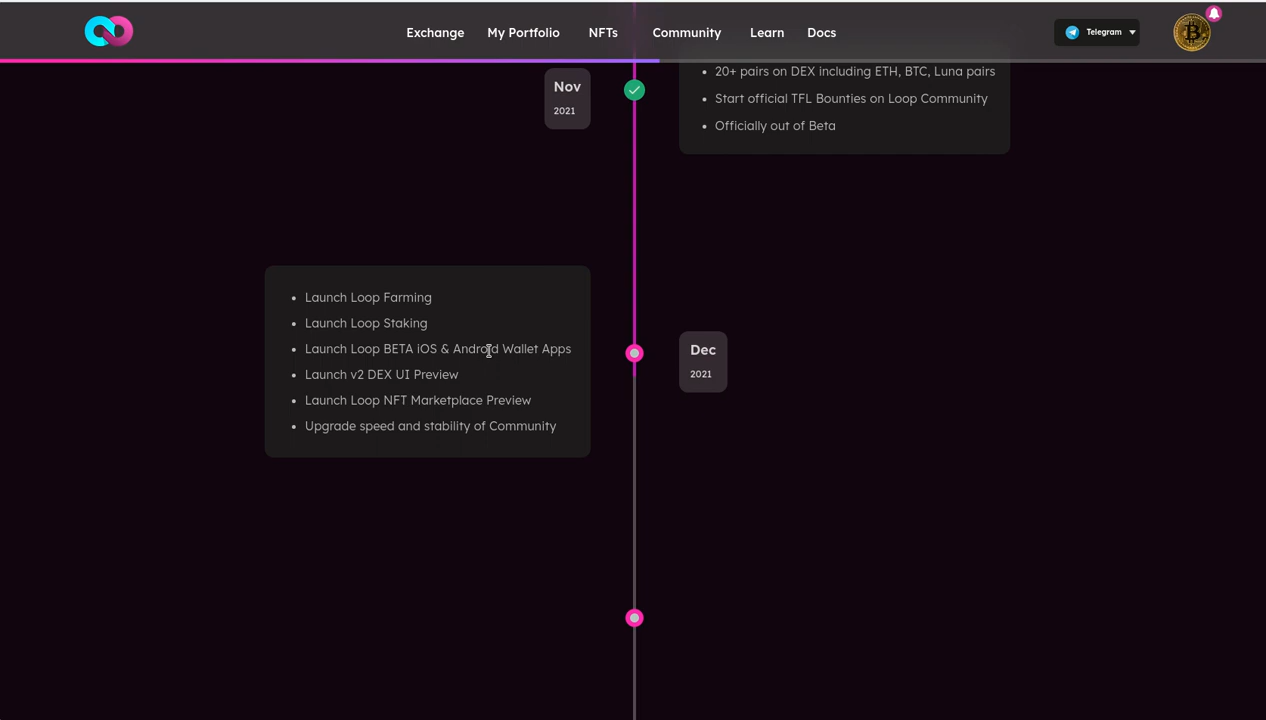 Exchange
My Portfolio
NFTs
Community
Learn
Docs
Telegram
Nov
2021
20+ pairs on DEX including ETH, BTC, Luna pairs
Start official TFL Bounties on Loop Community
Officially out of Beta
Launch Loop Farming
Launch Loop Staking
Launch Loop BETA iOS & Android Wallet Apps
Launch v2 DEX UI Preview
Launch Loop NFT Marketplace Preview
Upgrade speed and stability of Community
Dec
2021